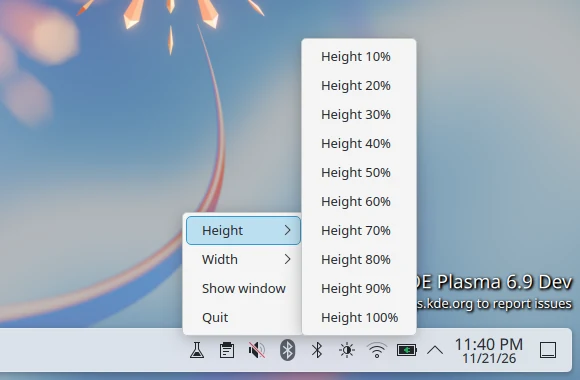 Height 10%
Height 20%
Height 30%
Height 40%
Height 50%
Height 60%
Height
Height 70%
Width
Height 80%
Show window
Height 90%
Quit
Height 100%
DE Plasma 6.9 Dev
s.kde.org to report issues
11:40 PM
11/21/26